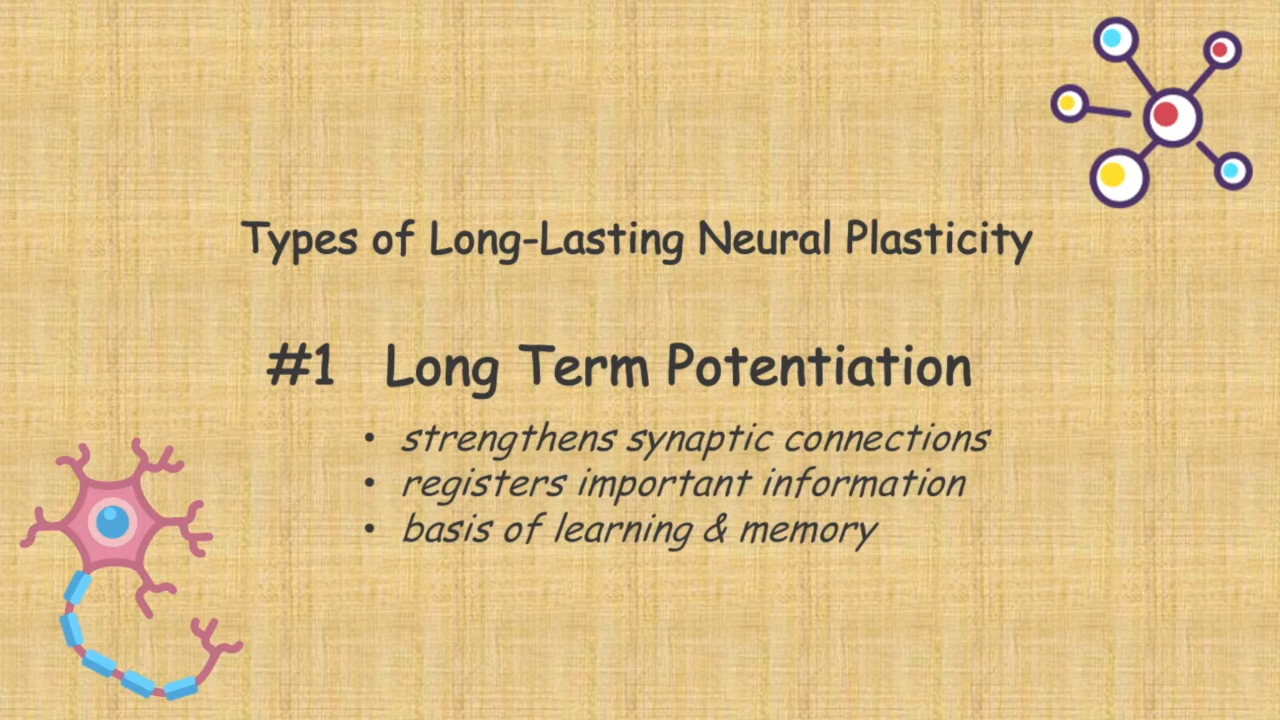 Types of Long-Lasting Neural Plasticity
#1 Long Term Potentiation
• strengthens synaptic connections
• registers important information
• basis of learning & memory